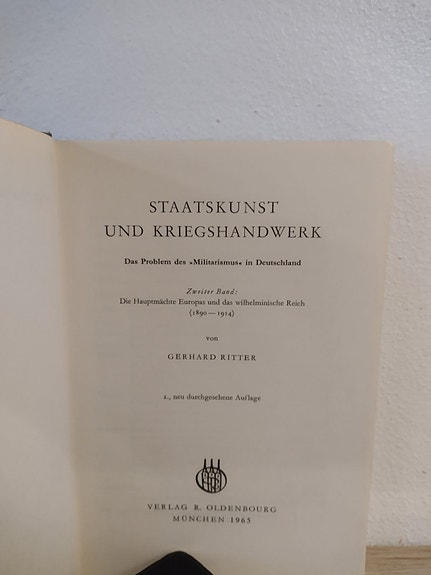 STAATSKUNST
UND KRIEGSHANDWERK
Das Problem des »Militarismus« in Deutschland
Zweiter Band:
Die Hauptmächte Europas und das wilhelminische Reich
(1890—1914)
von
GERHARD RITTER
2., neu durchgesehene Auflage
VERLAG R. OLDENBOURG
MÜNCHEN 1965